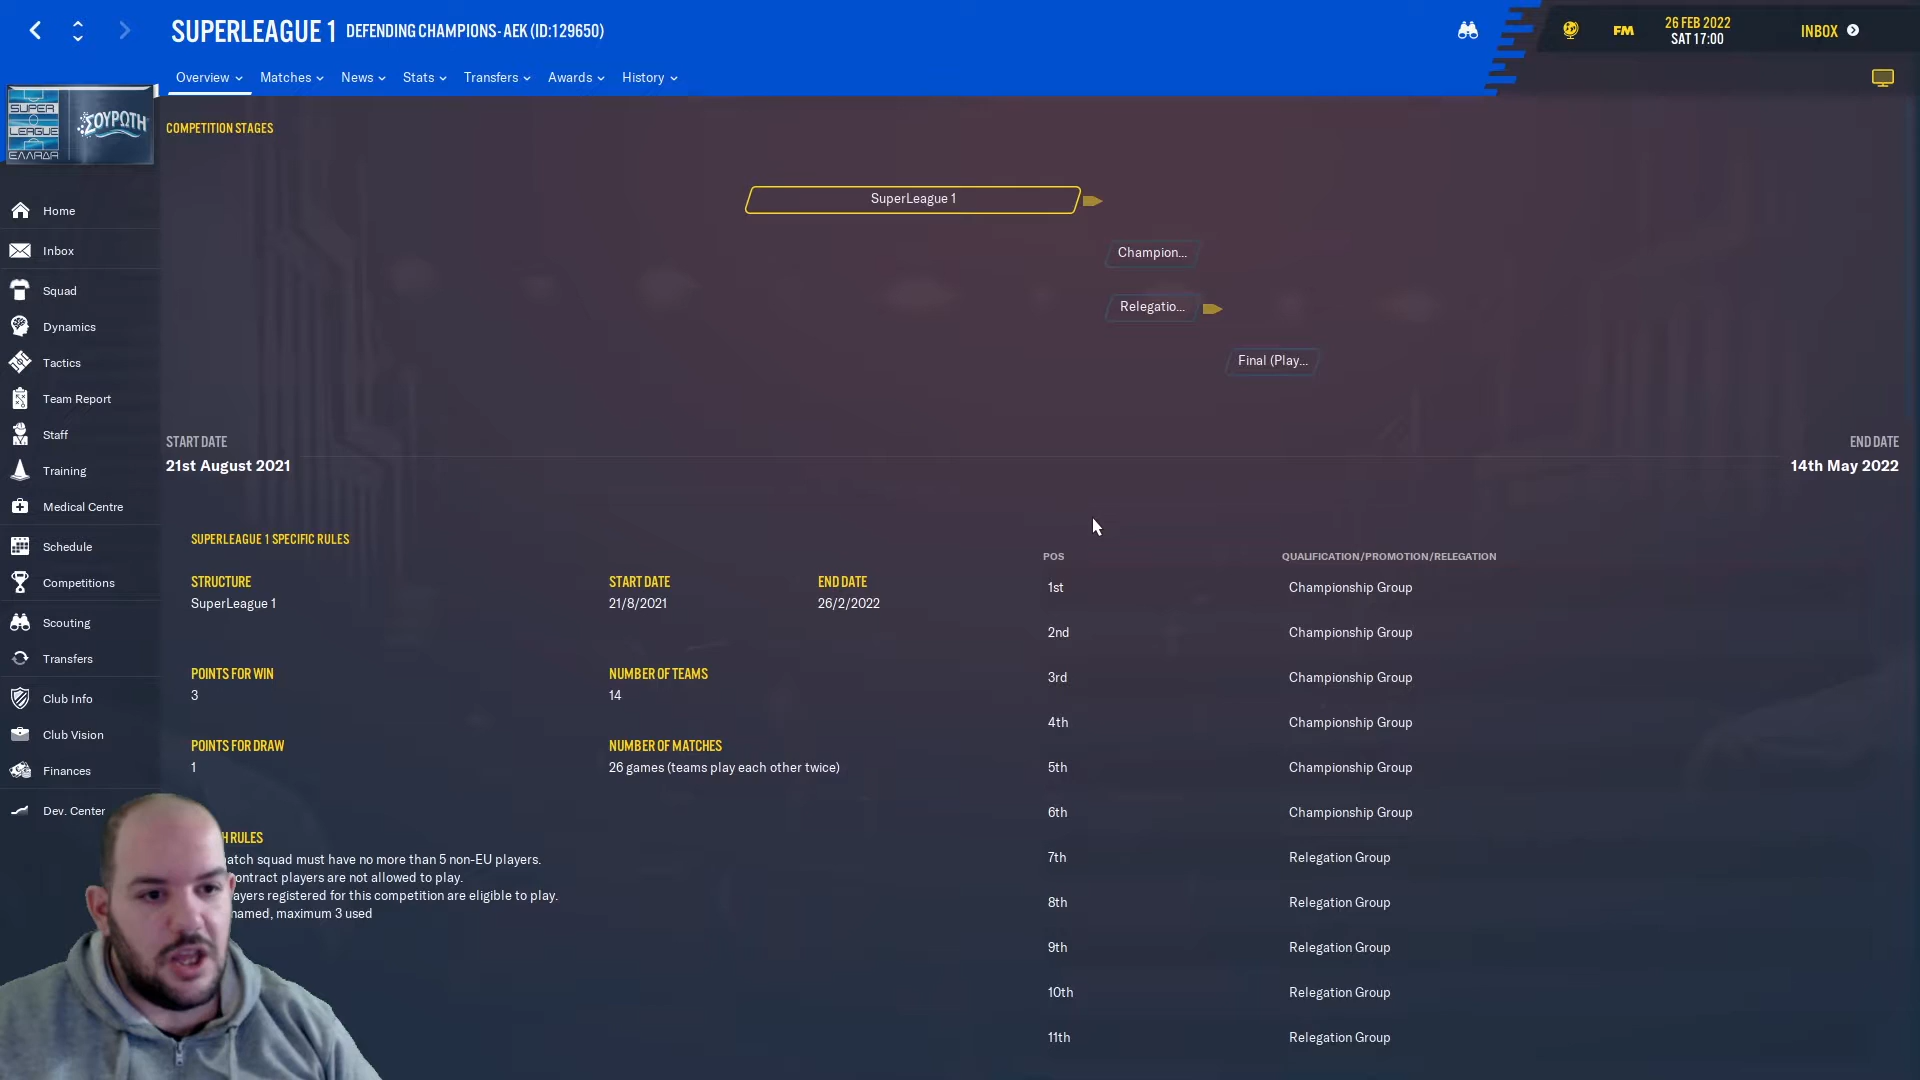 SUPERLEAGUE 1 DEFENDING CHAMPIONS - AEK (ID:129650)
FM
26 FEB 2022
SAT 17:00
INBOX
Overview Matches News Stats Transfers Awards History
SUPER
LEAGUE
ΕΛΛΑΔΑ
ΣΟΥΡΩΤΗ
COMPETITION STAGES
SuperLeague 1
Champion...
Relegatio...
Final (Play...
START DATE
21st August 2021
END DATE
14th May 2022
Home
Inbox
Squad
Dynamics
Tactics
Team Report
Staff
Training
Medical Centre
Schedule
Competitions
Scouting
Transfers
Club Info
Club Vision
Finances
Dev. Center
SUPERLEAGUE 1 SPECIFIC RULES
STRUCTURE
SuperLeague 1
START DATE
21/8/2021
END DATE
26/2/2022
POINTS FOR WIN
3
NUMBER OF TEAMS
14
POINTS FOR DRAW
1
NUMBER OF MATCHES
26 games (teams play each other twice)
RULES
squad must have no more than 5 non-EU players.
players are not allowed to play.
registered for this competition are eligible to play.
named, maximum 3 used
POS QUALIFICATION/PROMOTION/RELEGATION
1st Championship Group
2nd Championship Group
3rd Championship Group
4th Championship Group
5th Championship Group
6th Championship Group
7th Relegation Group
8th Relegation Group
9th Relegation Group
10th Relegation Group
11th Relegation Group